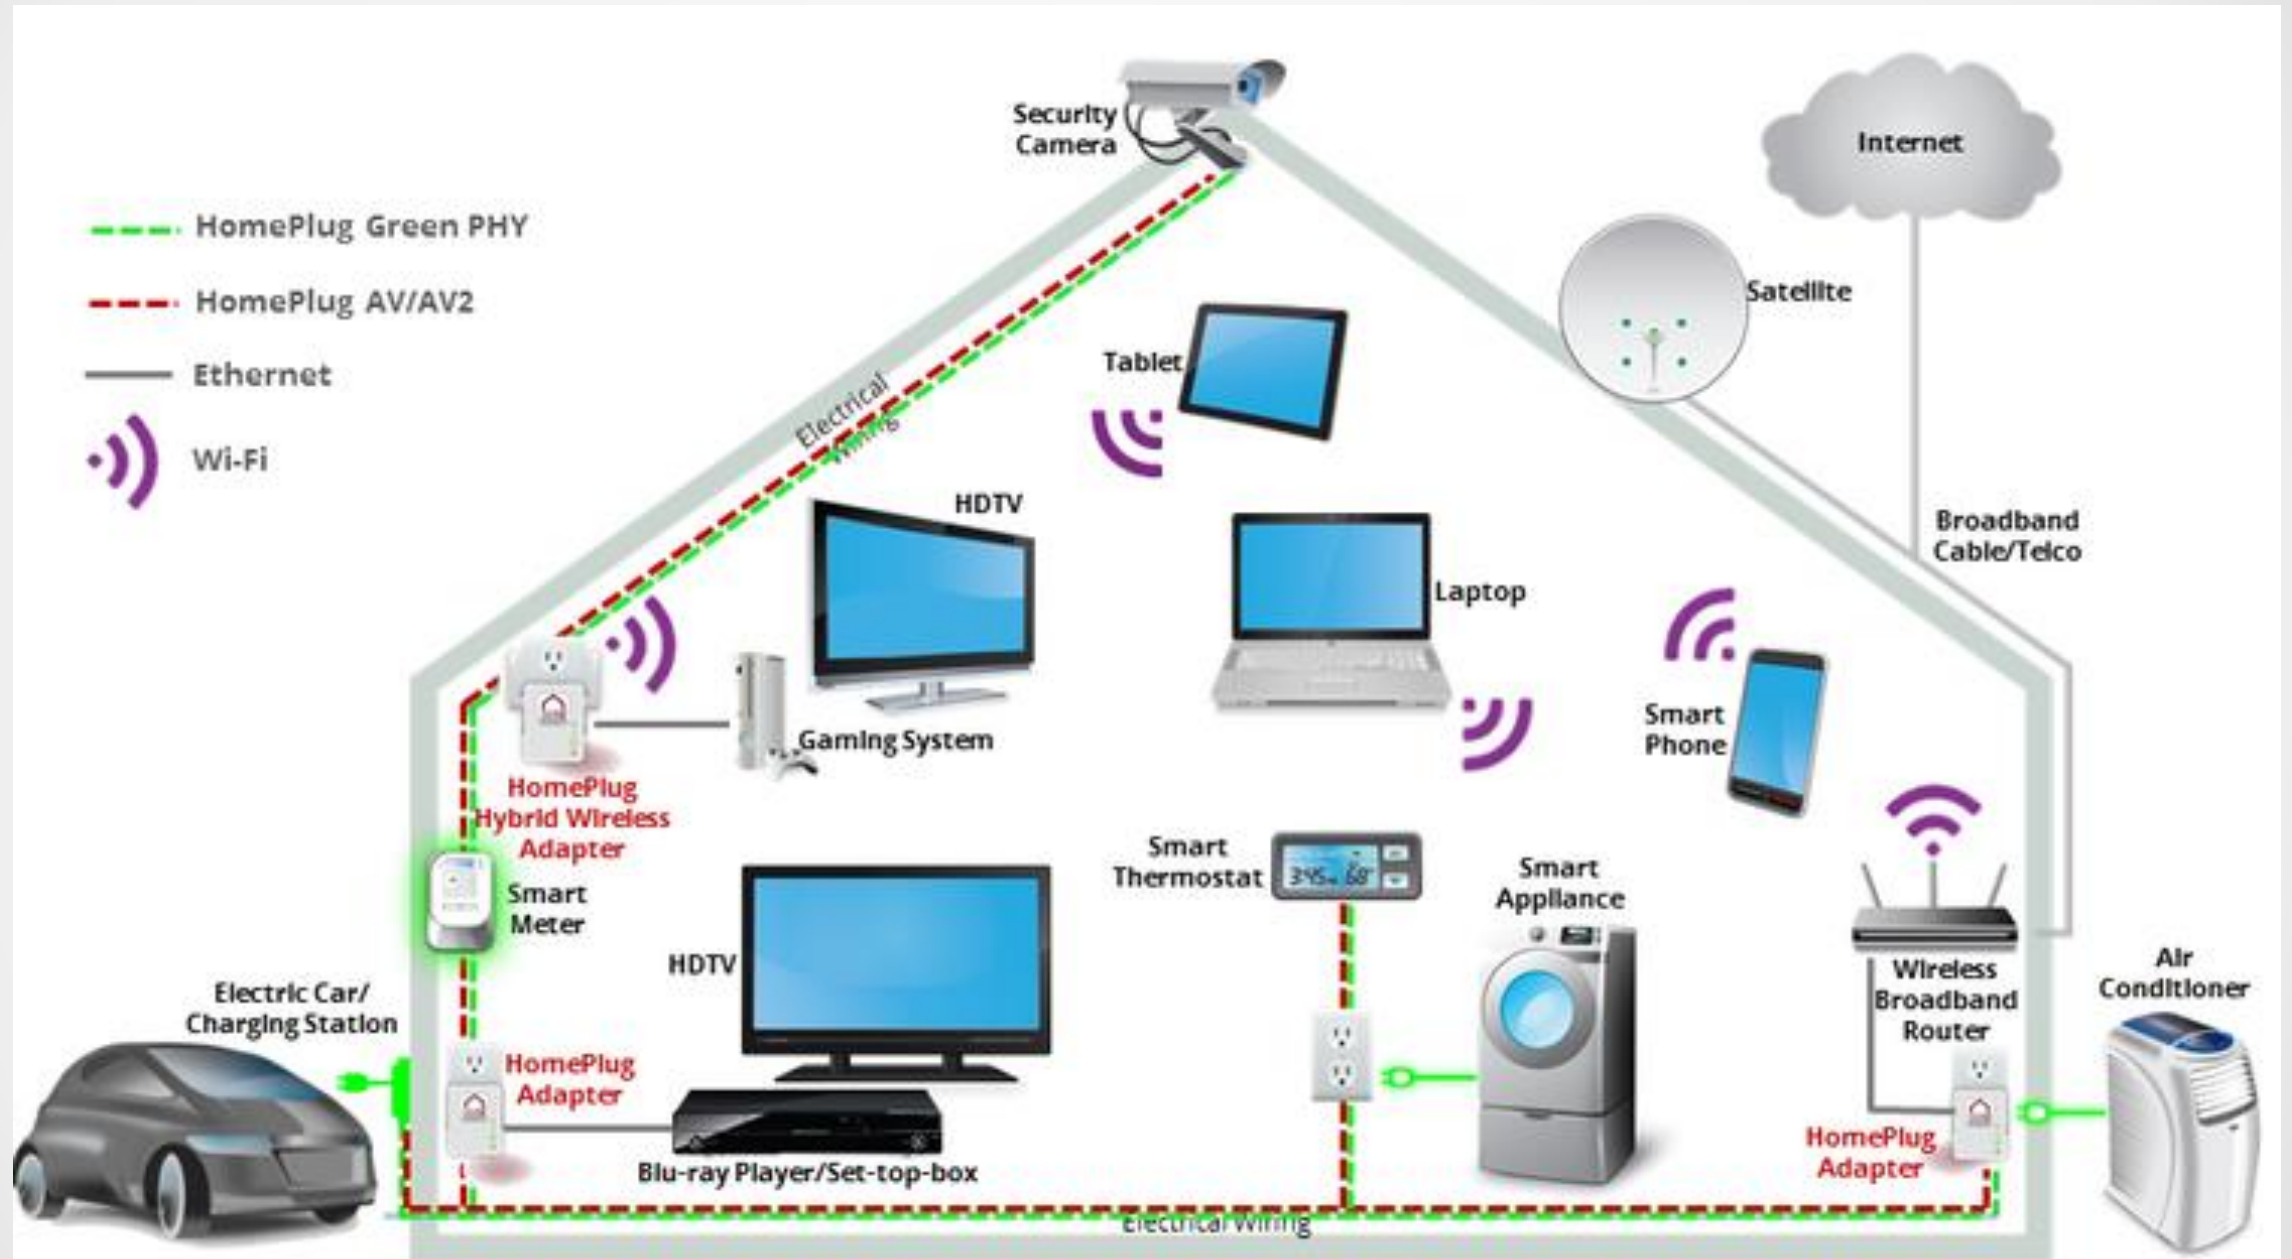 Security
Camera
Internet
HomePlug Green PHY
HomePlug AV/AV2
Ethernet
Wi-Fi
Satellite
Tablet
Electrical
Wiring
HDTV
Broadband
Cable/Telco
Laptop
Smart
Phone
Gaming System
HomePlug
Hybrid Wireless
Adapter
Smart
Meter
Smart
Thermostat
3:45 68°
Smart
Appliance
HDTV
Wireless
Broadband
Router
Air
Conditioner
Electric Car/
Charging Station
HomePlug
Adapter
HomePlug
Adapter
Blu-ray Player/Set-top-box
Electrical Wiring